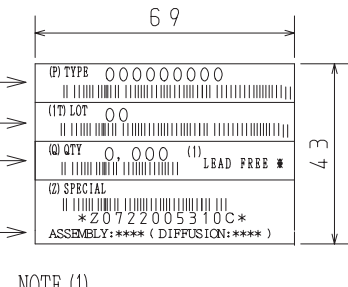 69
(P) TYPE 000000000
(1T) LOT 00
(Q) QTY 0,000 (1) LEAD FREE *
43
(Z) SPECIAL
*Z0722005310C*
ASSEMBLY:**** (DIFFUSION:****)
NOTE (1)